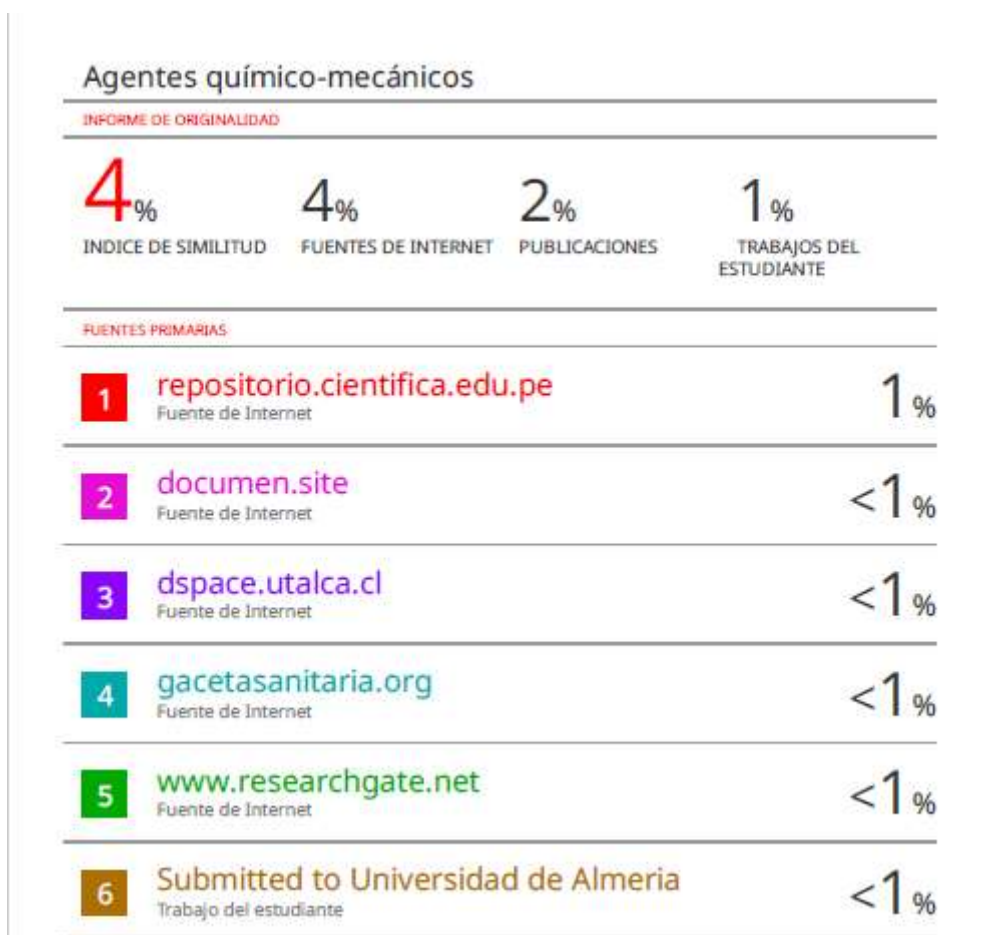 Agentes químico-mecánicos
INFORME DE ORIGINALIDAD
4% 4% 2% 1%
INDICE DE SIMILITUD FUENTES DE INTERNET PUBLICACIONES TRABAJOS DEL
ESTUDIANTE
FUENTES PRIMARIAS
1 repositorio.cientifica.edu.pe 1%
Fuente de Internet
2 documen.site <1%
Fuente de Internet
3 dspace.utalca.cl <1%
Fuente de Internet
4 gacetasanitaria.org <1%
Fuente de Internet
5 www.researchgate.net <1%
Fuente de Internet
6 Submitted to Universidad de Almeria <1%
Trabajo del estudiante